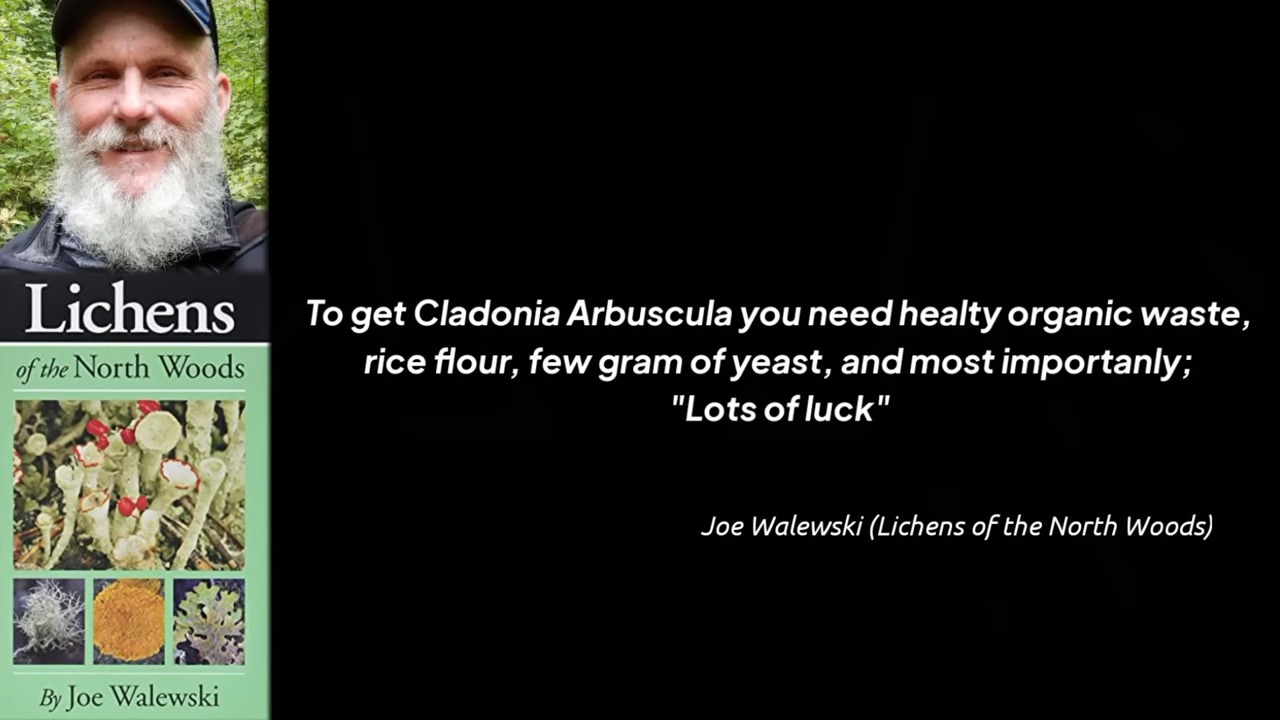 Lichens
of the North Woods
By Joe Walewski
To get Cladonia Arbuscula you need healty organic waste,
rice flour, few gram of yeast, and most importanly;
"Lots of luck"
Joe Walewski (Lichens of the North Woods)